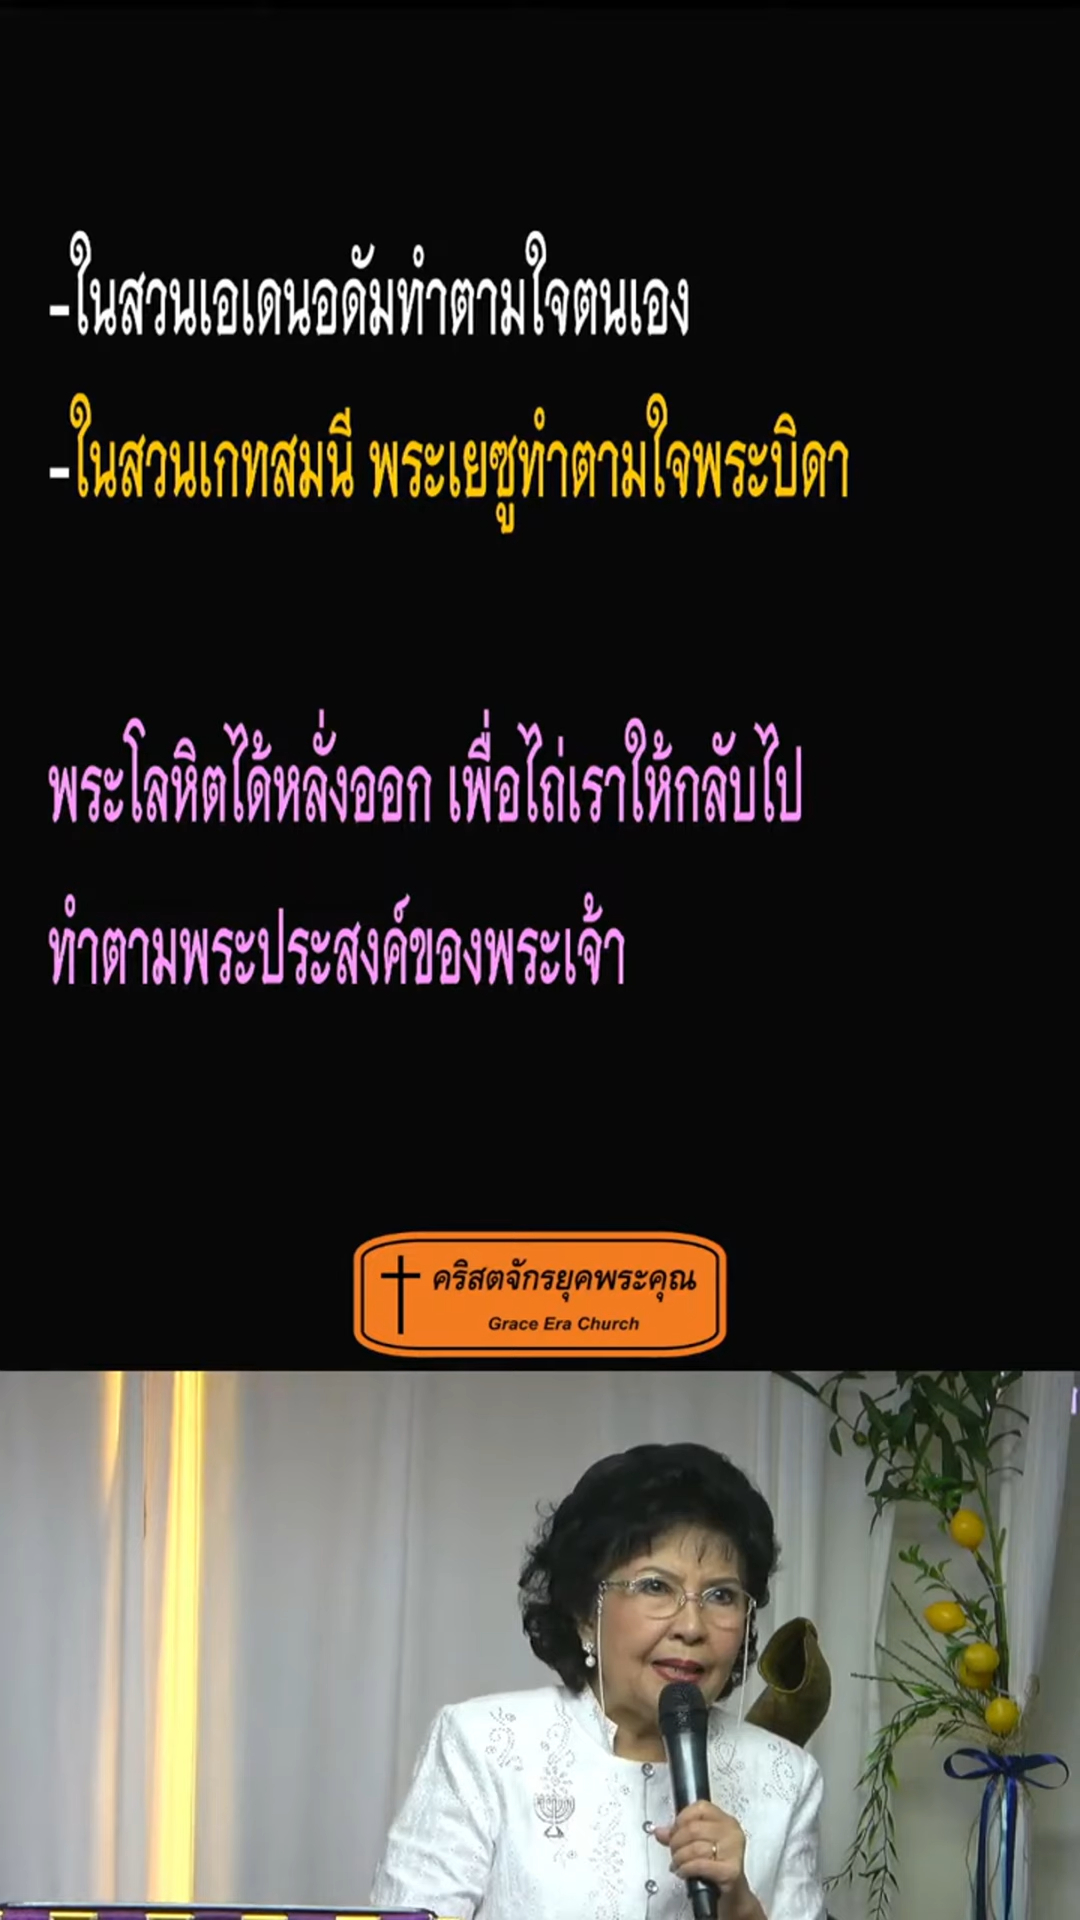 -ในสวนเอเดนอดัมทำตามใจตนเอง
-ในสวนเกทสมนี พระเยซูทำตามใจพระบิดา
พระโลหิตได้หลั่งออก เพื่อไถ่เราให้กลับไป
ทำตามพระประสงค์ของพระเจ้า
คริสตจักรยุคพระคุณ
Grace Era Church